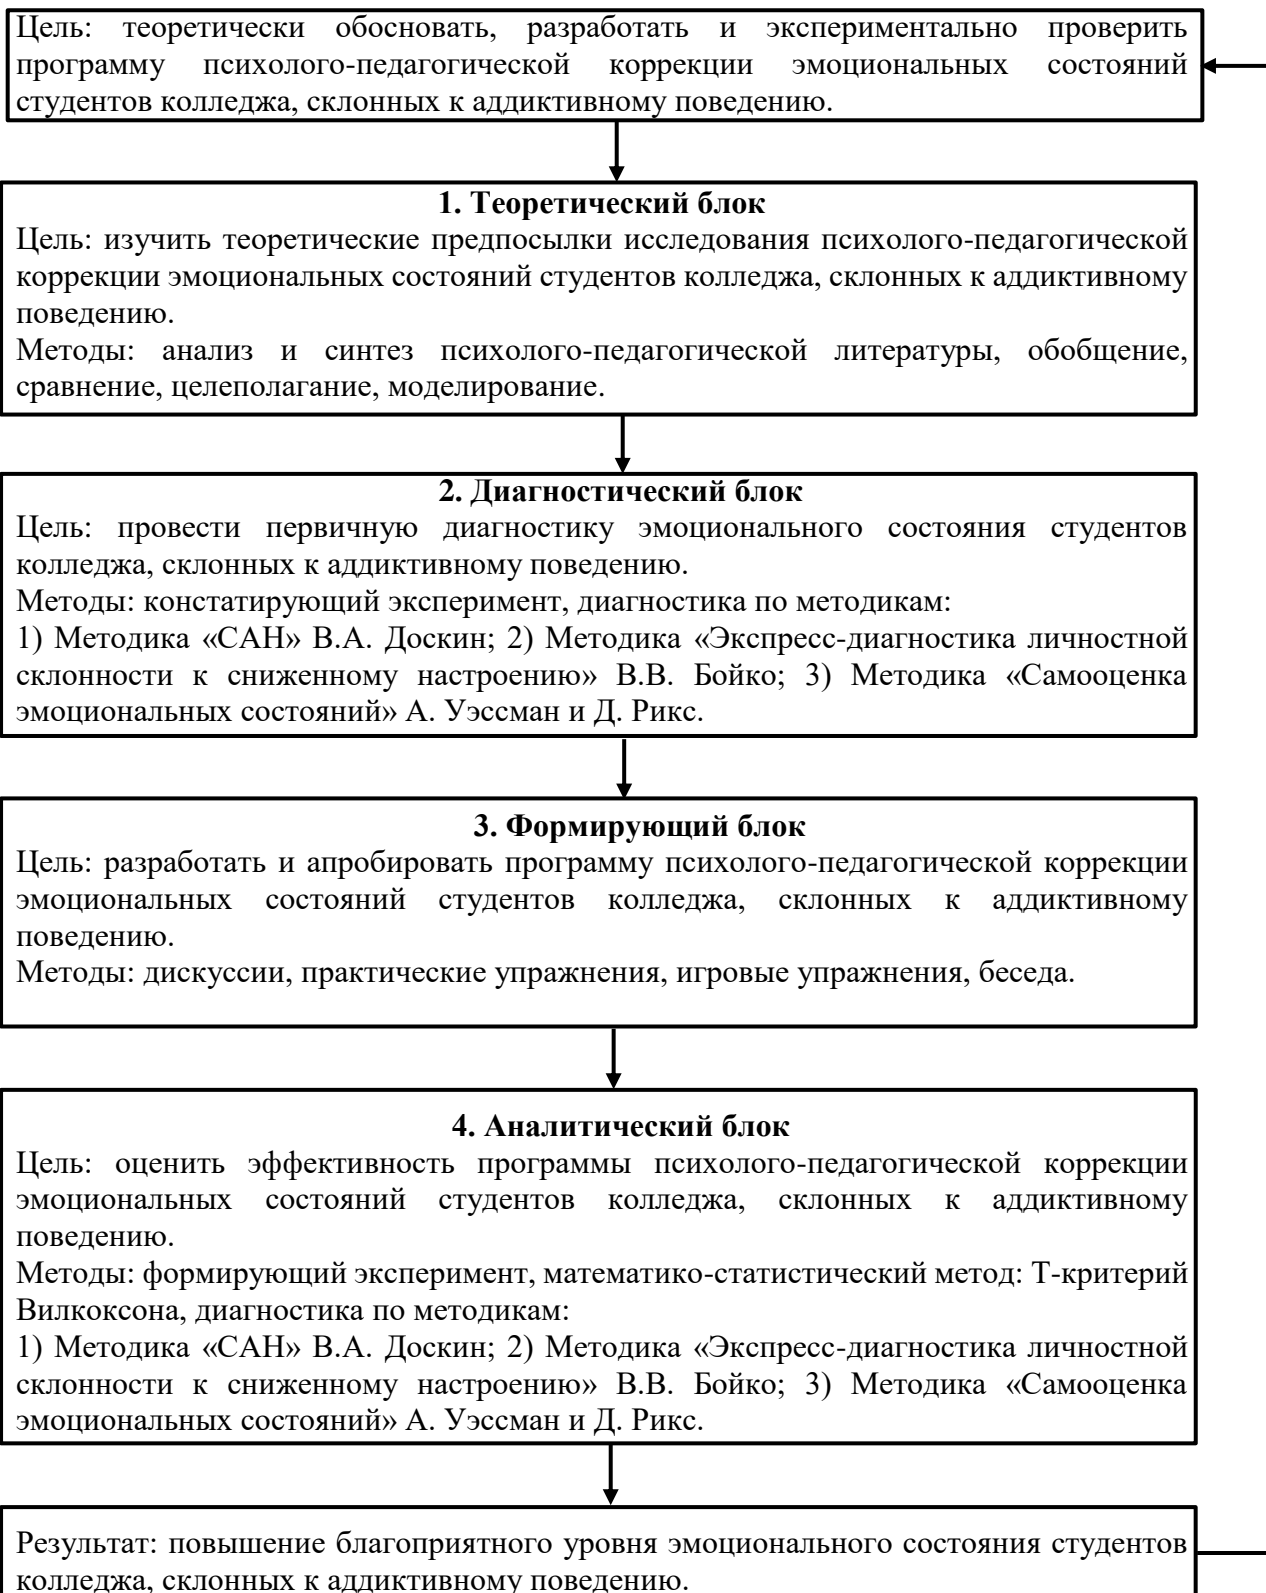 Цель: теоретически обосновать, разработать и экспериментально проверить
программу психолого-педагогической коррекции эмоциональных состояний
студентов колледжа, склонных к аддиктивному поведению.
1. Теоретический блок
Цель: изучить теоретические предпосылки исследования психолого-педагогической
коррекции эмоциональных состояний студентов колледжа, склонных к аддиктивному
поведению.
Методы: анализ и синтез психолого-педагогической литературы, обобщение,
сравнение, целеполагание, моделирование.
2. Диагностический блок
Цель: провести первичную диагностику эмоционального состояния студентов
колледжа, склонных к аддиктивному поведению.
Методы: констатирующий эксперимент, диагностика по методикам:
1) Методика «САН» В.А. Доскин; 2) Методика «Экспресс-диагностика личностной
склонности к сниженному настроению» В.В. Бойко; 3) Методика «Самооценка
эмоциональных состояний» А. Уэссман и Д. Рикс.
3. Формирующий блок
Цель: разработать и апробировать программу психолого-педагогической коррекции
эмоциональных состояний студентов колледжа, склонных к аддиктивному
поведению.
Методы: дискуссии, практические упражнения, игровые упражнения, беседа.
4. Аналитический блок
Цель: оценить эффективность программы психолого-педагогической коррекции
эмоциональных состояний студентов колледжа, склонных к аддиктивному
поведению.
Методы: формирующий эксперимент, математико-статистический метод: Т-критерий
Вилкоксона, диагностика по методикам:
1) Методика «САН» В.А. Доскин; 2) Методика «Экспресс-диагностика личностной
склонности к сниженному настроению» В.В. Бойко; 3) Методика «Самооценка
эмоциональных состояний» А. Уэссман и Д. Рикс.
Результат: повышение благоприятного уровня эмоционального состояния студентов
колледжа, склонных к аддиктивному поведению.